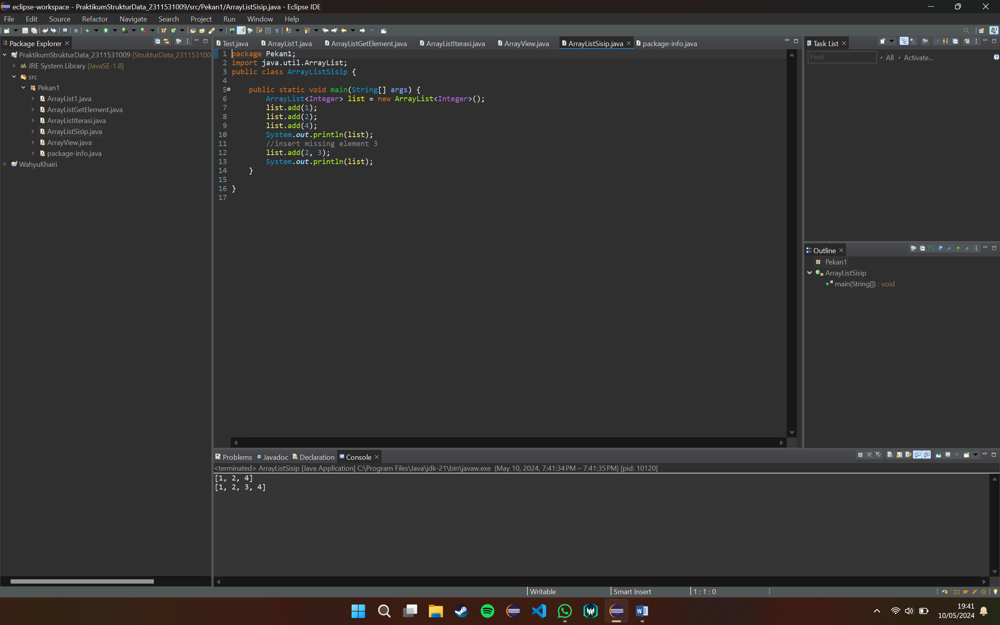 eclipse-workspace - PraktikumStrukturData_2311531009/src/Pekan1/ArrayListSisip.java - Eclipse IDE
File Edit Source Refactor Navigate Search Project Run Window Help
Package Explorer
PraktikumStrukturData_2311531009 [StrukturData_231153100
JRE System Library [JavaSE-1.8]
src
Pekan1
ArrayList1.java
ArrayListGetElement.java
ArrayListIterasi.java
ArrayListSisip.java
ArrayView.java
package-info.java
WahyuKhairi
Test.java ArrayList1.java ArrayListGetElement.java ArrayListIterasi.java ArrayView.java ArrayListSisip.java package-info.java
1 package Pekan1;
2 import java.util.ArrayList;
3 public class ArrayListSisip {
4
5 public static void main(String[] args) {
6 ArrayList<Integer> list = new ArrayList<Integer>();
7 list.add(1);
8 list.add(2);
9 list.add(4);
10 System.out.println(list);
11 //insert missing element 3
12 list.add(2, 3);
13 System.out.println(list);
14 }
15
16 }
17
Task List
Find All Activate...
Outline
Pekan1
ArrayListSisip
main(String[]) : void
Problems Javadoc Declaration Console
<terminated> ArrayListSisip [Java Application] C:\Program Files\Java\jdk-21\bin\javaw.exe (May 10, 2024, 7:41:34 PM – 7:41:35 PM) [pid: 10120]
[1, 2, 4]
[1, 2, 3, 4]
Writable Smart Insert 1 : 1 : 0
19:41
10/05/2024